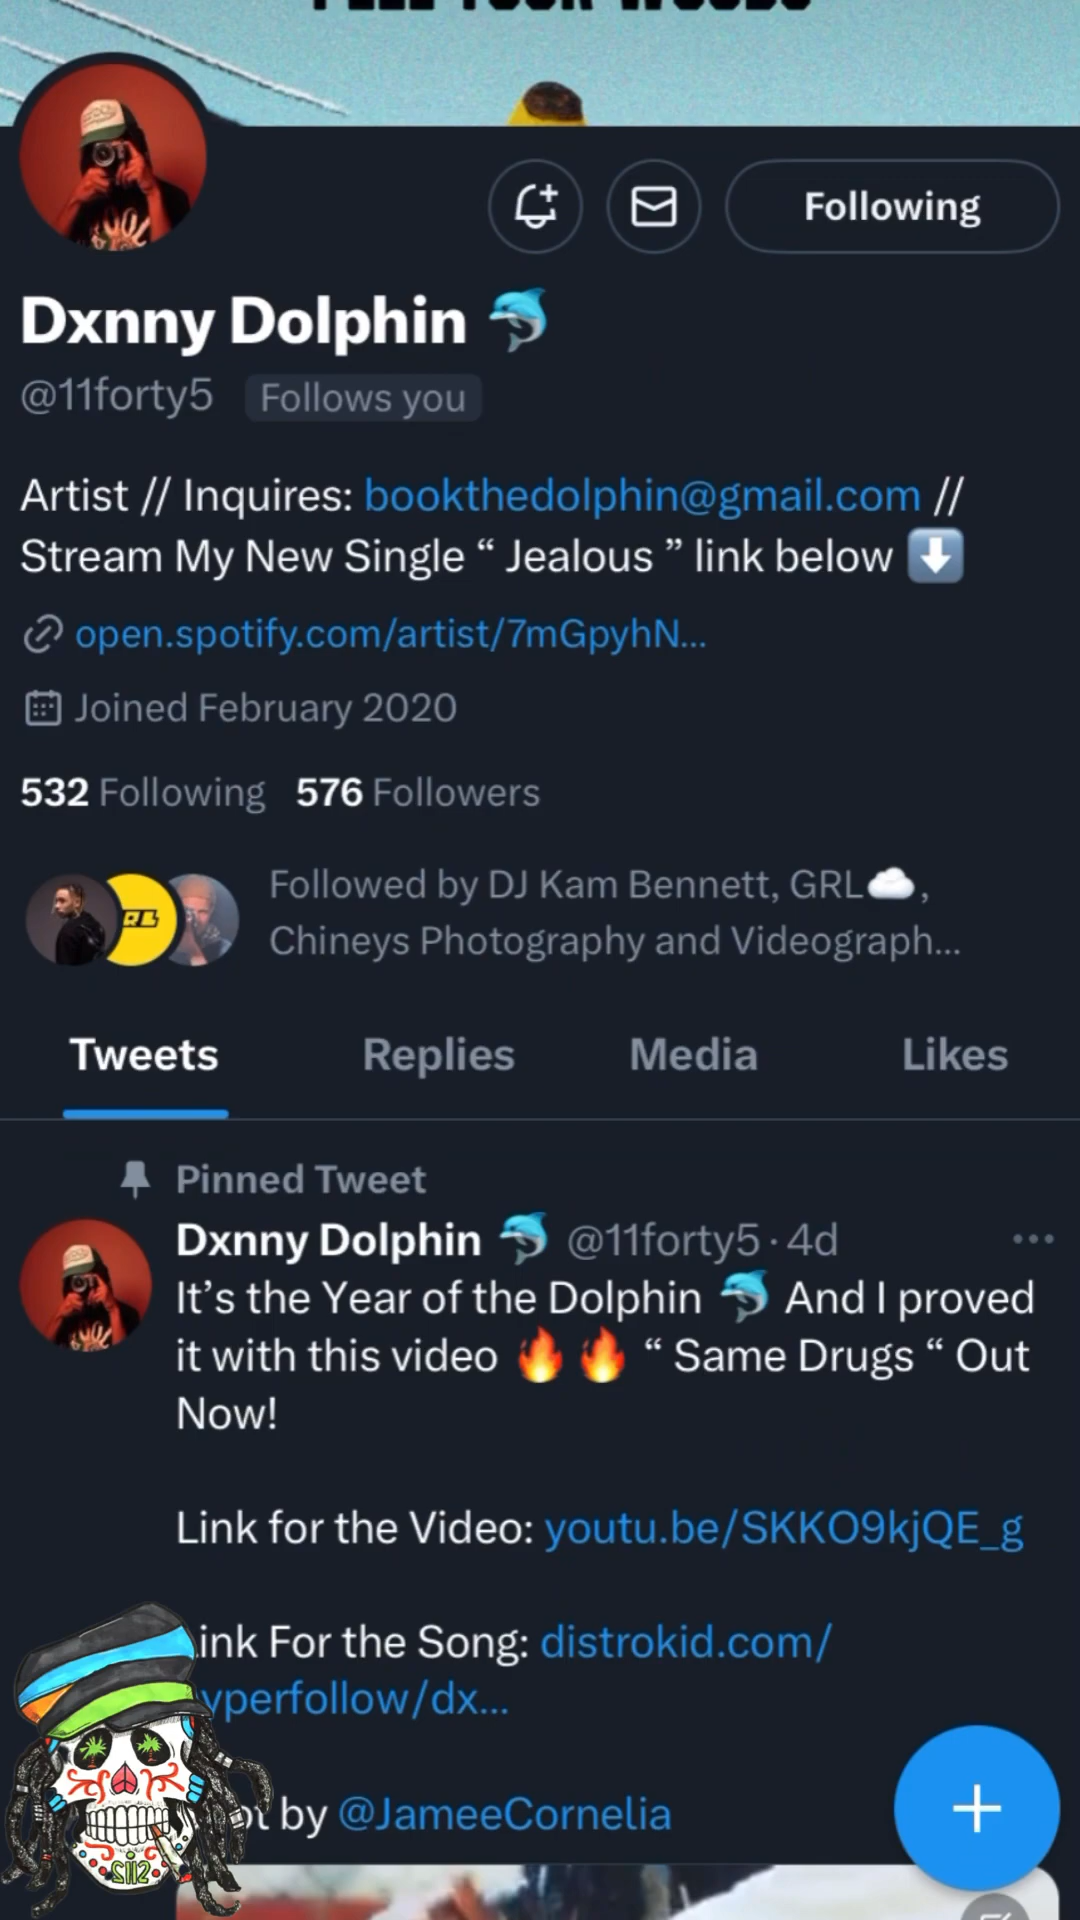 Following
Dxnny Dolphin 🐬
@11forty5 Follows you
Artist // Inquires: bookthedolphin@gmail.com //
Stream My New Single “ Jealous ” link below ⬇️
open.spotify.com/artist/7mGpyhN...
Joined February 2020
532 Following 576 Followers
RL
Followed by DJ Kam Bennett, GRL☁️,
Chineys Photography and Videograph...
Tweets Replies Media Likes
Pinned Tweet
Dxnny Dolphin 🐬 @11forty5 · 4d
It’s the Year of the Dolphin 🐬 And I proved
it with this video 🔥🔥 “ Same Drugs “ Out
Now!
Link for the Video: youtu.be/SKKO9kjQE_g
ink For the Song: distrokid.com/
yperfollow/dx...
ot by @JameeCornelia